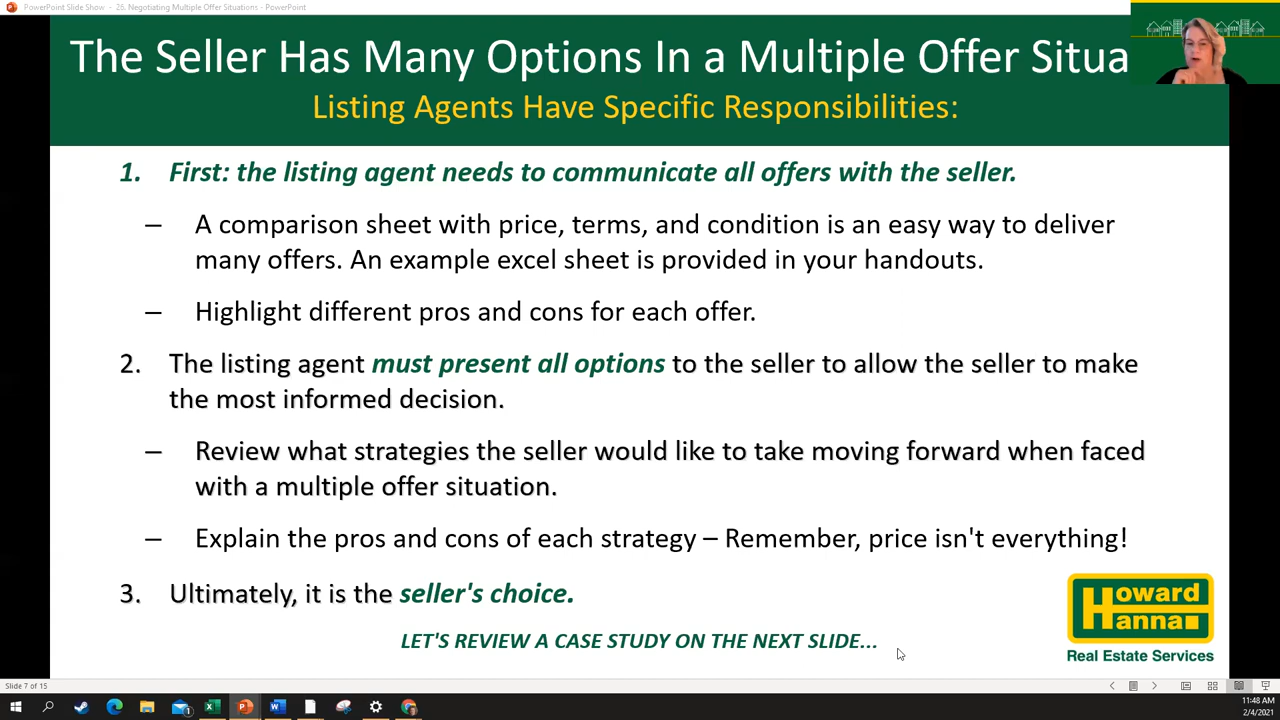 PowerPoint Slide Show - 26. Negotiating Multiple Offer Situations - PowerPoint
The Seller Has Many Options In a Multiple Offer Situa
Listing Agents Have Specific Responsibilities:
1. First: the listing agent needs to communicate all offers with the seller.
– A comparison sheet with price, terms, and condition is an easy way to deliver
many offers. An example excel sheet is provided in your handouts.
– Highlight different pros and cons for each offer.
2. The listing agent must present all options to the seller to allow the seller to make
the most informed decision.
– Review what strategies the seller would like to take moving forward when faced
with a multiple offer situation.
– Explain the pros and cons of each strategy – Remember, price isn't everything!
3. Ultimately, it is the seller's choice.
LET'S REVIEW A CASE STUDY ON THE NEXT SLIDE...
Howard
Hanna
Real Estate Services
Slide 7 of 15
11:48 AM
2/4/2021